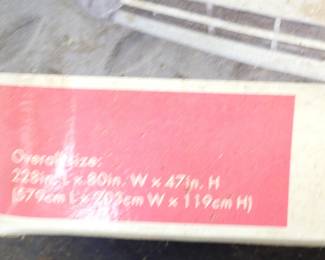 Overall size:
228in. L x 80in. W x 47in. H
(579cm L x 203cm W x 119cm H)